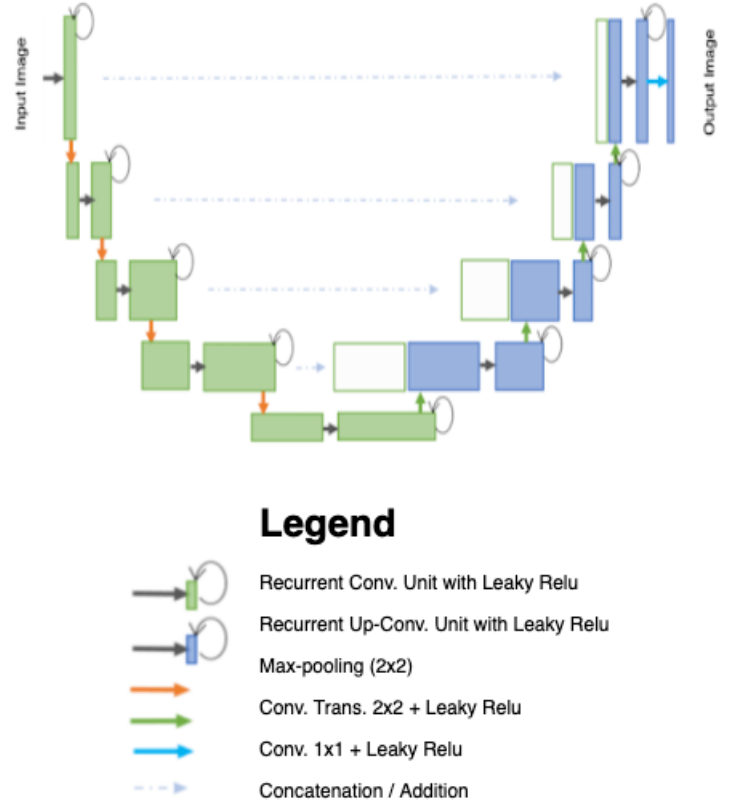 Input Image
Output Image
Legend
Recurrent Conv. Unit with Leaky Relu
Recurrent Up-Conv. Unit with Leaky Relu
Max-pooling (2x2)
Conv. Trans. 2x2 + Leaky Relu
Conv. 1x1 + Leaky Relu
Concatenation / Addition